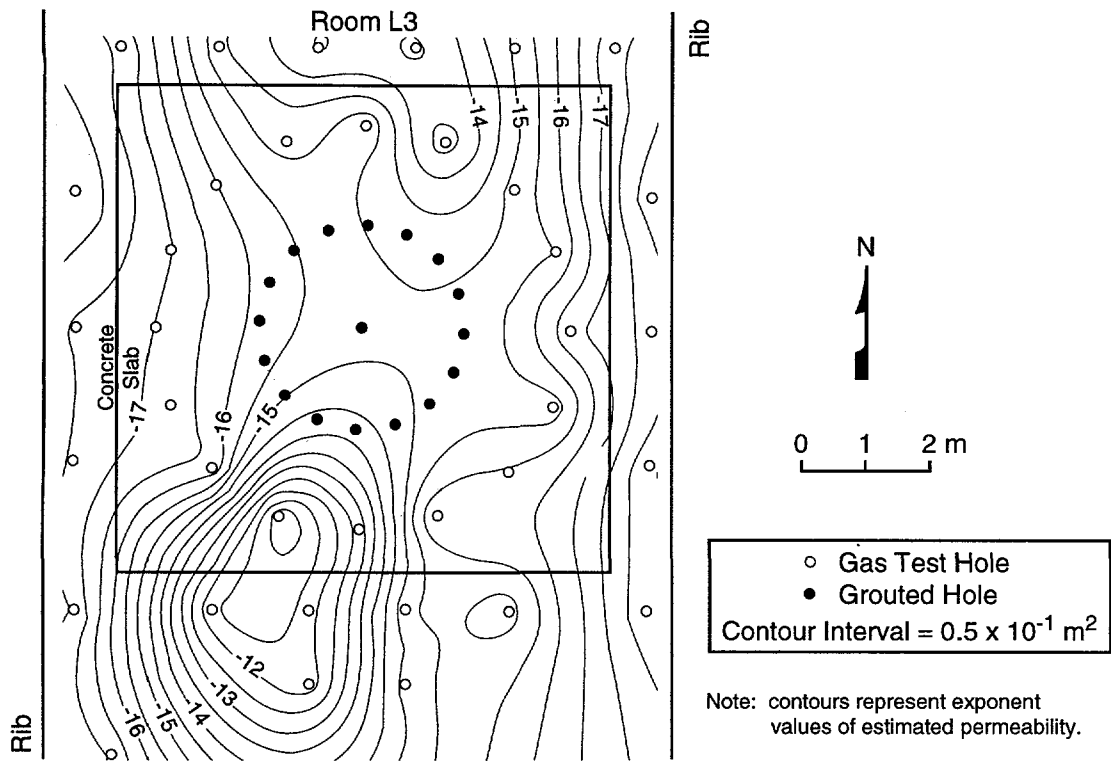 Room L3
Rib
-14
-15
-16
-17
N
Concrete
Slab
-17
-16
-15
0 1 2 m
Gas Test Hole
Grouted Hole
Contour Interval = 0.5 x 10⁻¹ m²
-12
-13
-14
-15
-16
Note: contours represent exponent
values of estimated permeability.
Rib